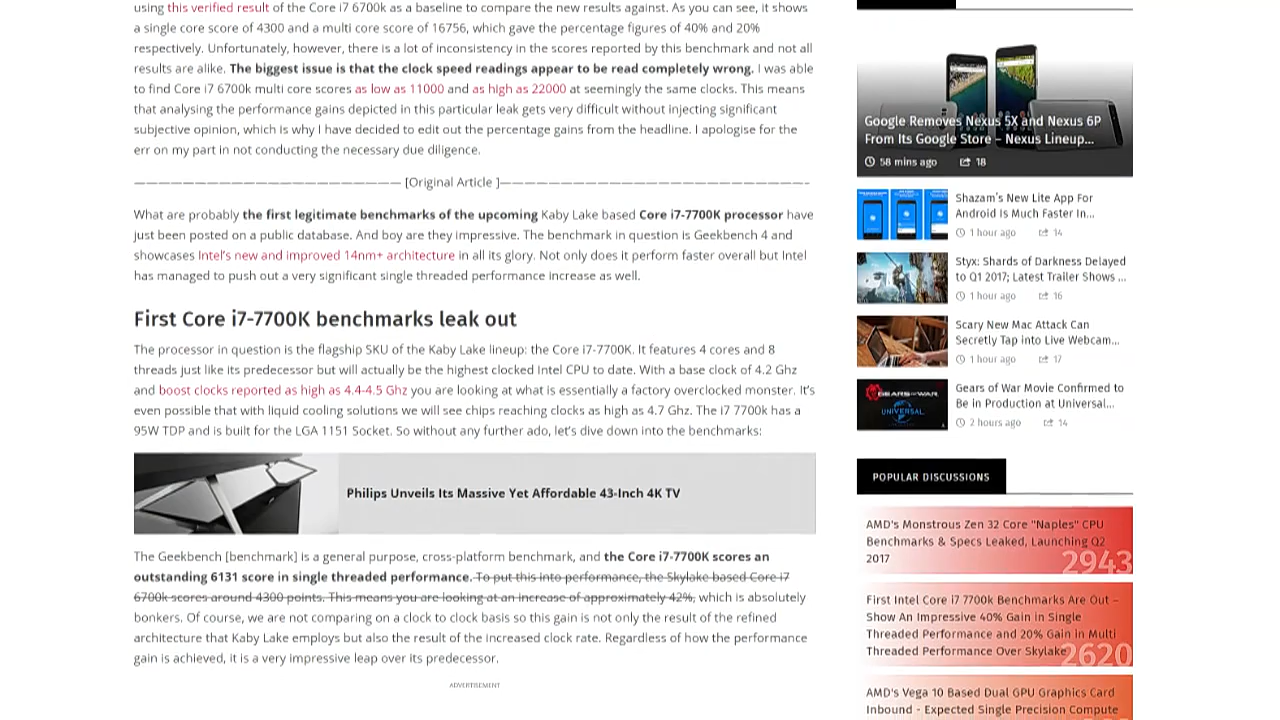 using this verified result of the Core i7 6700k as a baseline to compare the new results against. As you can see, it shows
a single core score of 4300 and a multi core score of 16756, which gave the percentage figures of 40% and 20%
respectively. Unfortunately, however, there is a lot of inconsistency in the scores reported by this benchmark and not all
results are alike. The biggest issue is that the clock speed readings appear to be read completely wrong. I was able
to find Core i7 6700k multi core scores as low as 11000 and as high as 22000 at seemingly the same clocks. This means
that analysing the performance gains depicted in this particular leak gets very difficult without injecting significant
subjective opinion, which is why I have decided to edit out the percentage gains from the headline. I apologise for the
err on my part in not conducting the necessary due diligence.
————————————————————— [Original Article ]————————————————————————-
What are probably the first legitimate benchmarks of the upcoming Kaby Lake based Core i7-7700K processor have
just been posted on a public database. And boy are they impressive. The benchmark in question is Geekbench 4 and
showcases Intel's new and improved 14nm+ architecture in all its glory. Not only does it perform faster overall but Intel
has managed to push out a very significant single threaded performance increase as well.
First Core i7-7700K benchmarks leak out
The processor in question is the flagship SKU of the Kaby Lake lineup: the Core i7-7700K. It features 4 cores and 8
threads just like its predecessor but will actually be the highest clocked Intel CPU to date. With a base clock of 4.2 Ghz
and boost clocks reported as high as 4.4-4.5 Ghz you are looking at what is essentially a factory overclocked monster. It's
even possible that with liquid cooling solutions we will see chips reaching clocks as high as 4.7 Ghz. The i7 7700k has a
95W TDP and is built for the LGA 1151 Socket. So without any further ado, let's dive down into the benchmarks:
Philips Unveils Its Massive Yet Affordable 43-Inch 4K TV
The Geekbench [benchmark] is a general purpose, cross-platform benchmark, and the Core i7-7700K scores an
outstanding 6131 score in single threaded performance. To put this into performance, the Skylake based Core i7
6700k scores around 4300 points. This means you are looking at an increase of approximately 42%, which is absolutely
bonkers. Of course, we are not comparing on a clock to clock basis so this gain is not only the result of the refined
architecture that Kaby Lake employs but also the result of the increased clock rate. Regardless of how the performance
gain is achieved, it is a very impressive leap over its predecessor.
ADVERTISEMENT
Google Removes Nexus 5X and Nexus 6P
From Its Google Store – Nexus Lineup...
58 mins ago 18
Shazam's New Lite App For
Android Is Much Faster In...
1 hour ago 14
Styx: Shards of Darkness Delayed
to Q1 2017; Latest Trailer Shows ...
1 hour ago 16
Scary New Mac Attack Can
Secretly Tap into Live Webcam...
1 hour ago 17
GEARS OF WAR
UNIVERSAL
Gears of War Movie Confirmed to
Be in Production at Universal...
2 hours ago 14
POPULAR DISCUSSIONS
AMD's Monstrous Zen 32 Core "Naples" CPU
Benchmarks & Specs Leaked, Launching Q2
2017
2943
First Intel Core i7 7700k Benchmarks Are Out –
Show An Impressive 40% Gain in Single
Threaded Performance and 20% Gain in Multi
Threaded Performance Over Skylake
2620
AMD's Vega 10 Based Dual GPU Graphics Card
Inbound - Expected Single Precision Compute